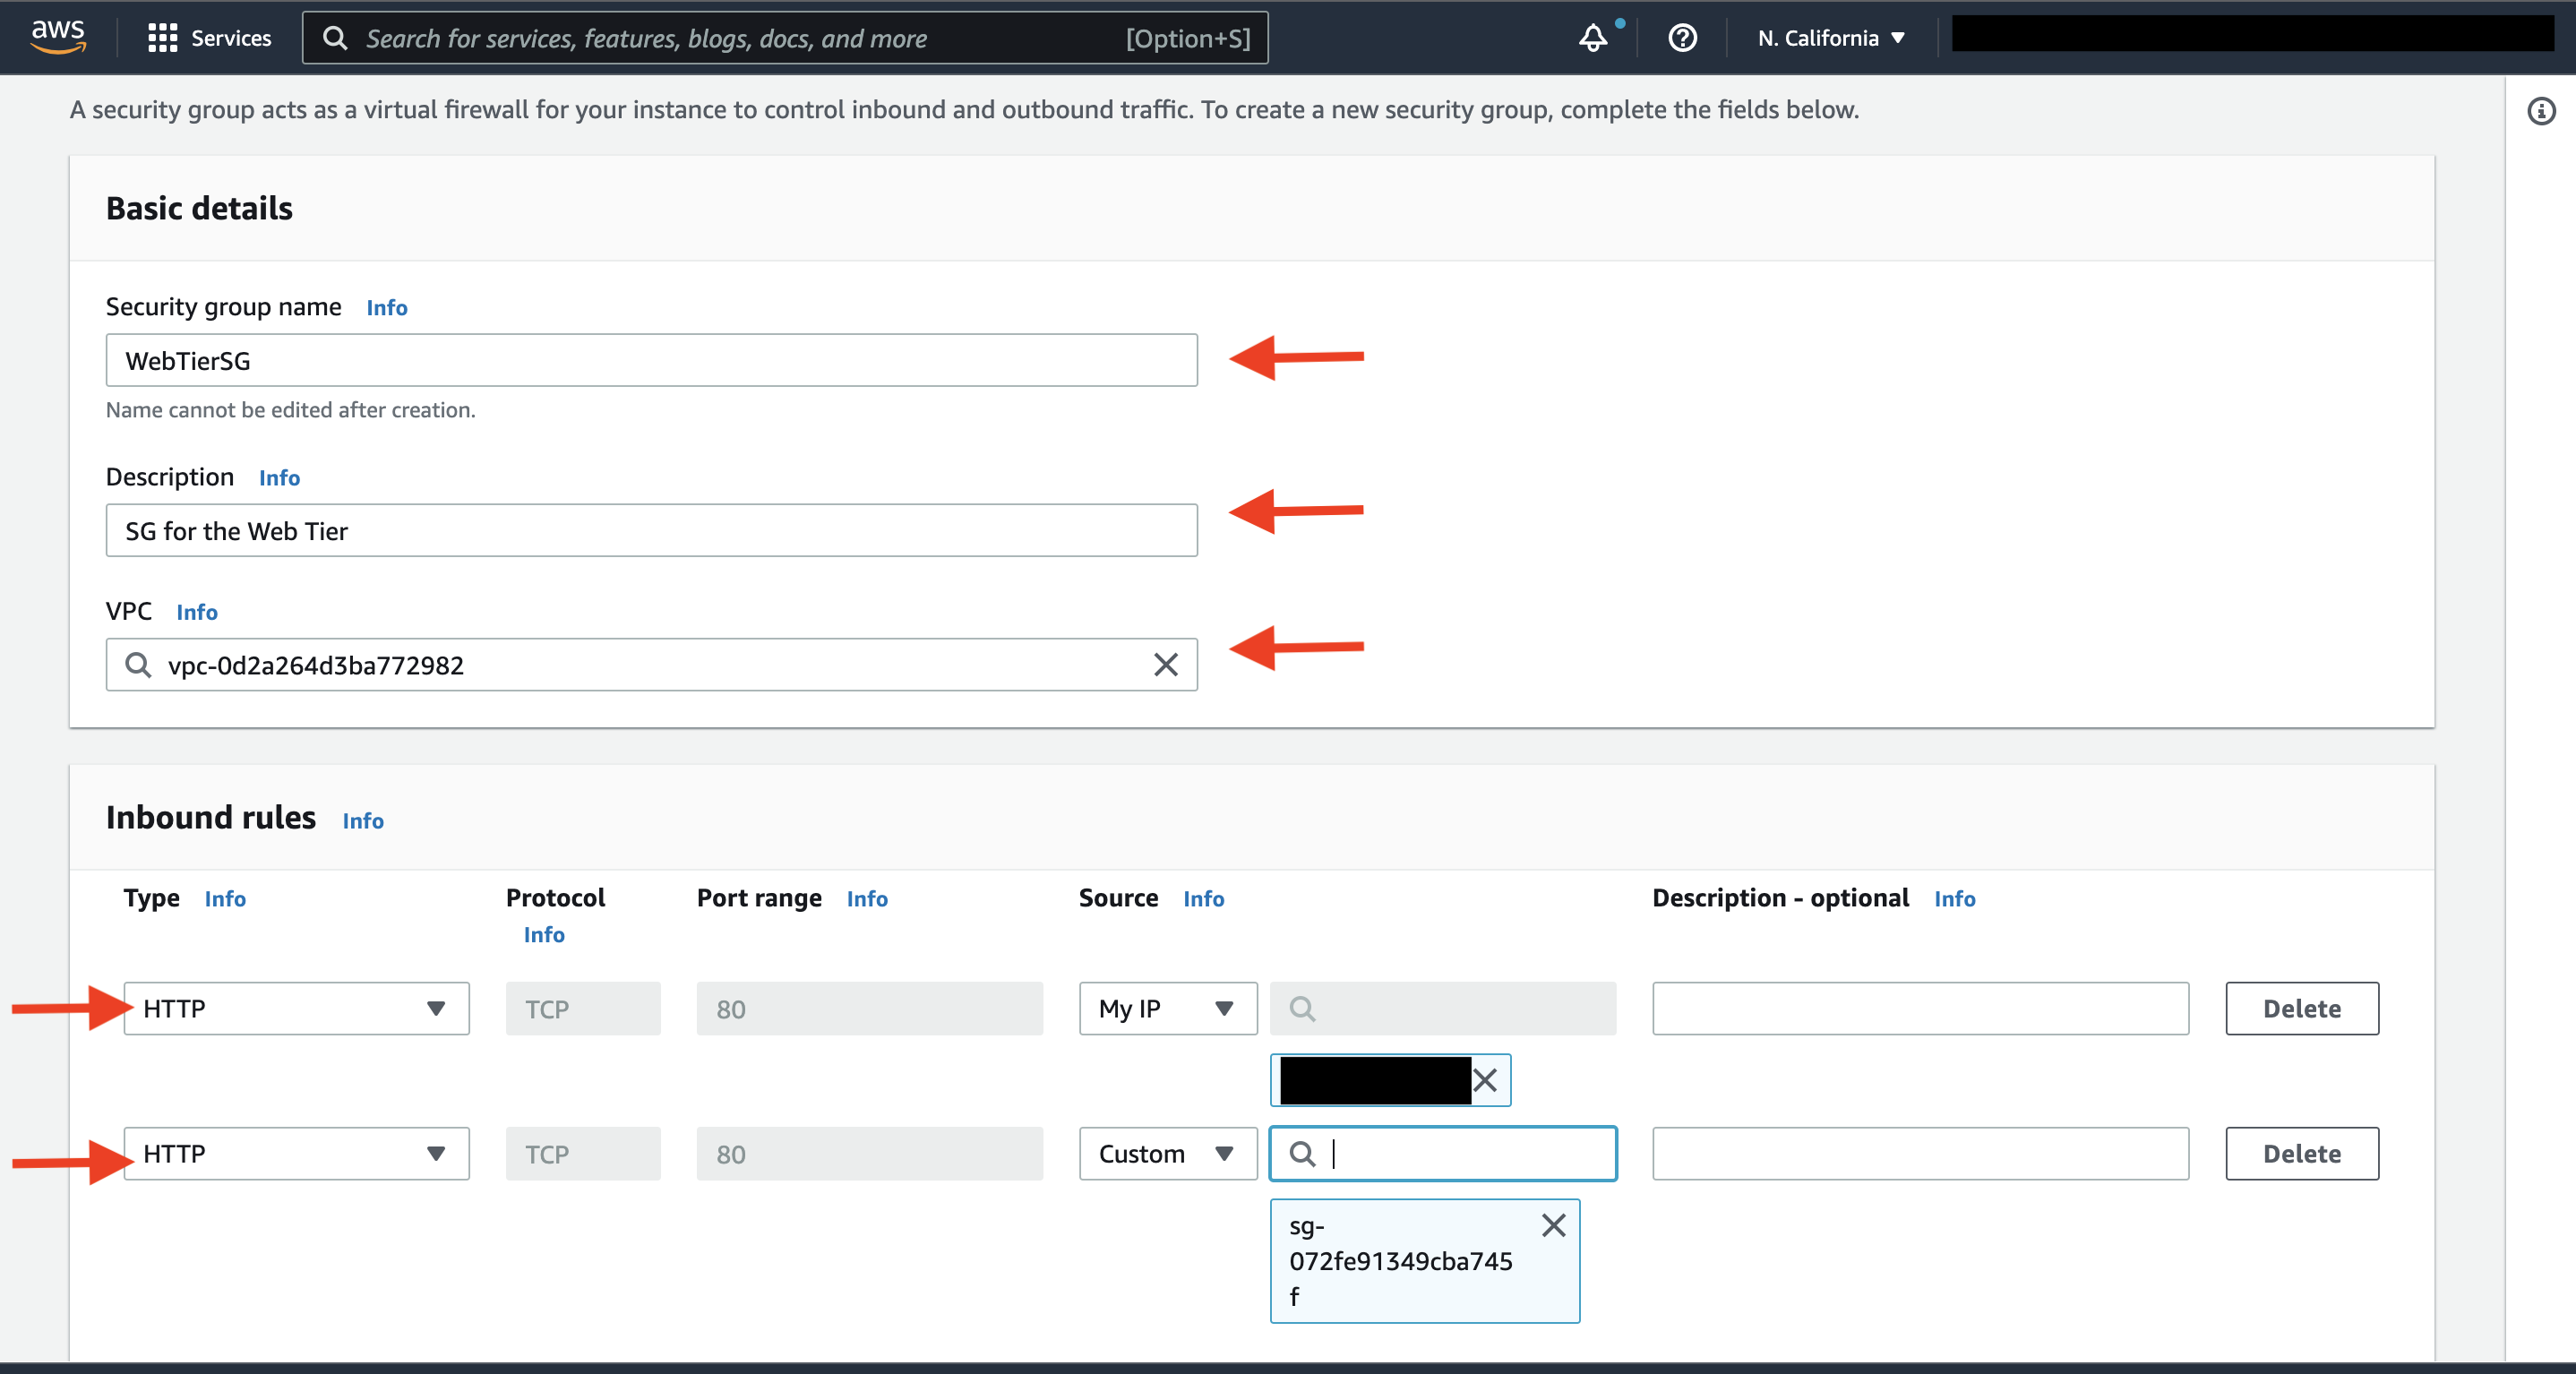 aws Services Search for services, features, blogs, docs, and more [Option+S] N. California
A security group acts as a virtual firewall for your instance to control inbound and outbound traffic. To create a new security group, complete the fields below.
Basic details
Security group name Info
WebTierSG
Name cannot be edited after creation.
Description Info
SG for the Web Tier
VPC Info
vpc-0d2a264d3ba772982
Inbound rules Info
Type Info Protocol Port range Info Source Info Description - optional Info
Info
HTTP TCP 80 My IP Delete
HTTP TCP 80 Custom Delete
sg-
072fe91349cba745
f